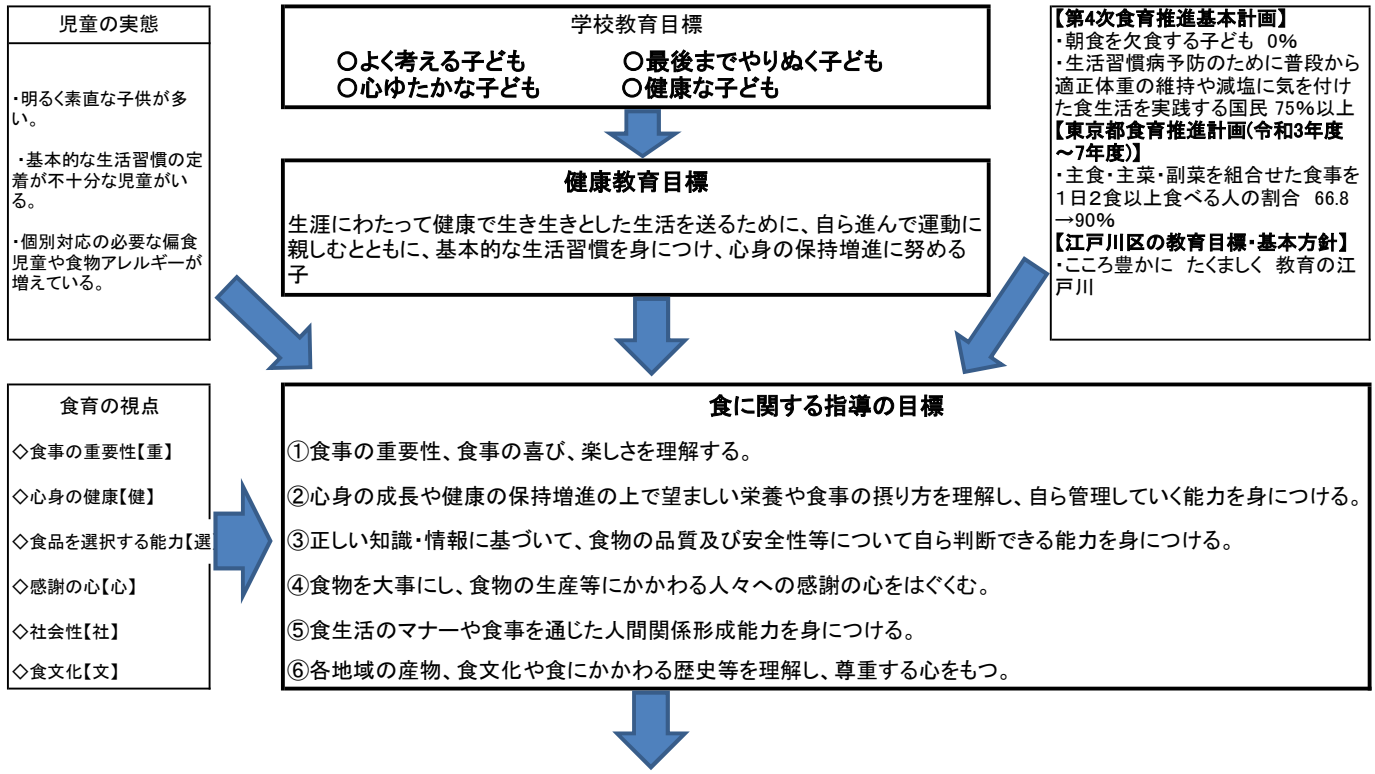 児童の実態
・明るく素直な子供が多
い。
・基本的な生活習慣の定
着が不十分な児童がい
る。
・個別対応の必要な偏食
児童や食物アレルギーが
増えている。
学校教育目標
○よく考える子ども ○最後までやりぬく子ども
○心ゆたかな子ども ○健康な子ども
【第4次食育推進基本計画】
・朝食を欠食する子ども 0%
・生活習慣病予防のために普段から
適正体重の維持や減塩に気を付け
た食生活を実践する国民 75%以上
【東京都食育推進計画(令和3年度
~7年度)】
・主食・主菜・副菜を組合せた食事を
1日2食以上食べる人の割合 66.8
→90%
【江戸川区の教育目標・基本方針】
・こころ豊かに たくましく 教育の江
戸川
健康教育目標
生涯にわたって健康で生き生きとした生活を送るために、自ら進んで運動に
親しむとともに、基本的な生活習慣を身につけ、心身の保持増進に努める
子
食育の視点
◇食事の重要性【重】
◇心身の健康【健】
◇食品を選択する能力【選
◇感謝の心【心】
◇社会性【社】
◇食文化【文】
食に関する指導の目標
①食事の重要性、食事の喜び、楽しさを理解する。
②心身の成長や健康の保持増進の上で望ましい栄養や食事の摂り方を理解し、自ら管理していく能力を身につける。
③正しい知識・情報に基づいて、食物の品質及び安全性等について自ら判断できる能力を身につける。
④食物を大事にし、食物の生産等にかかわる人々への感謝の心をはぐくむ。
⑤食生活のマナーや食事を通じた人間関係形成能力を身につける。
⑥各地域の産物、食文化や食にかかわる歴史等を理解し、尊重する心をもつ。